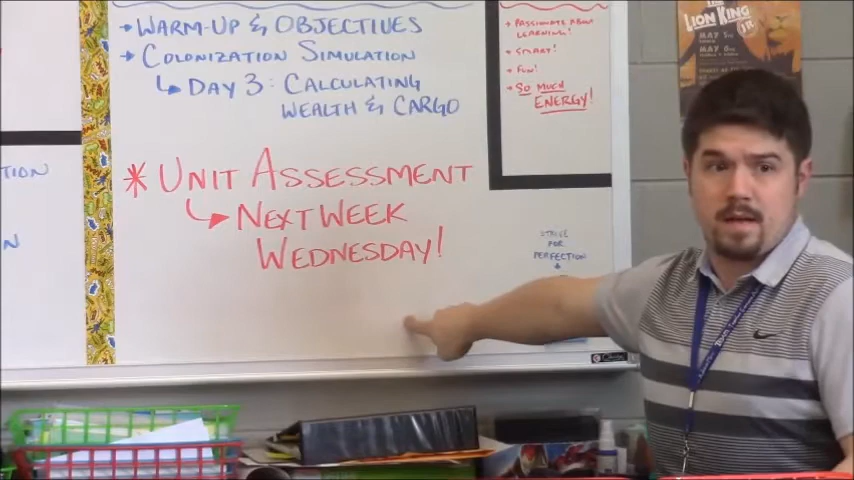 • WARM-UP & OBJECTIVES
• COLONIZATION SIMULATION
↳ DAY 3: CALCULATING
WEALTH & CARGO
* UNIT ASSESSMENT
↳ NEXT WEEK
WEDNESDAY!
• PASSIONATE ABOUT
LEARNING!
• SMART!
• FUN!
• SO MUCH
ENERGY!
STRIVE
FOR
PERFECTION
LION KING
JR
MAY 5
MAY